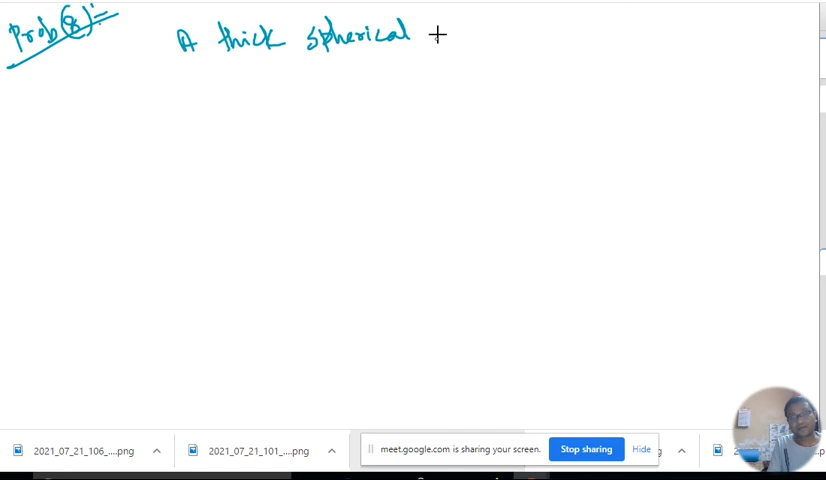 Prob(8):-
A thick spherical
2021_07_21_106_....png
2021_07_21_101_....png
meet.google.com is sharing your screen.
Stop sharing
Hide